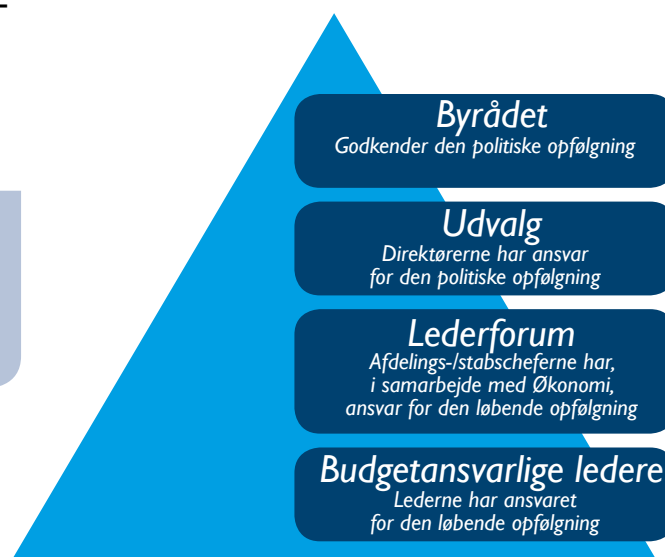 Byrådet
Godkender den politiske opfølgning
Udvalg
Direktørerne har ansvar
for den politiske opfølgning
Lederforum
Afdelings-/stabscheferne har,
i samarbejde med Økonomi,
ansvar for den løbende opfølgning
Budgetansvarlige ledere
Lederne har ansvaret
for den løbende opfølgning